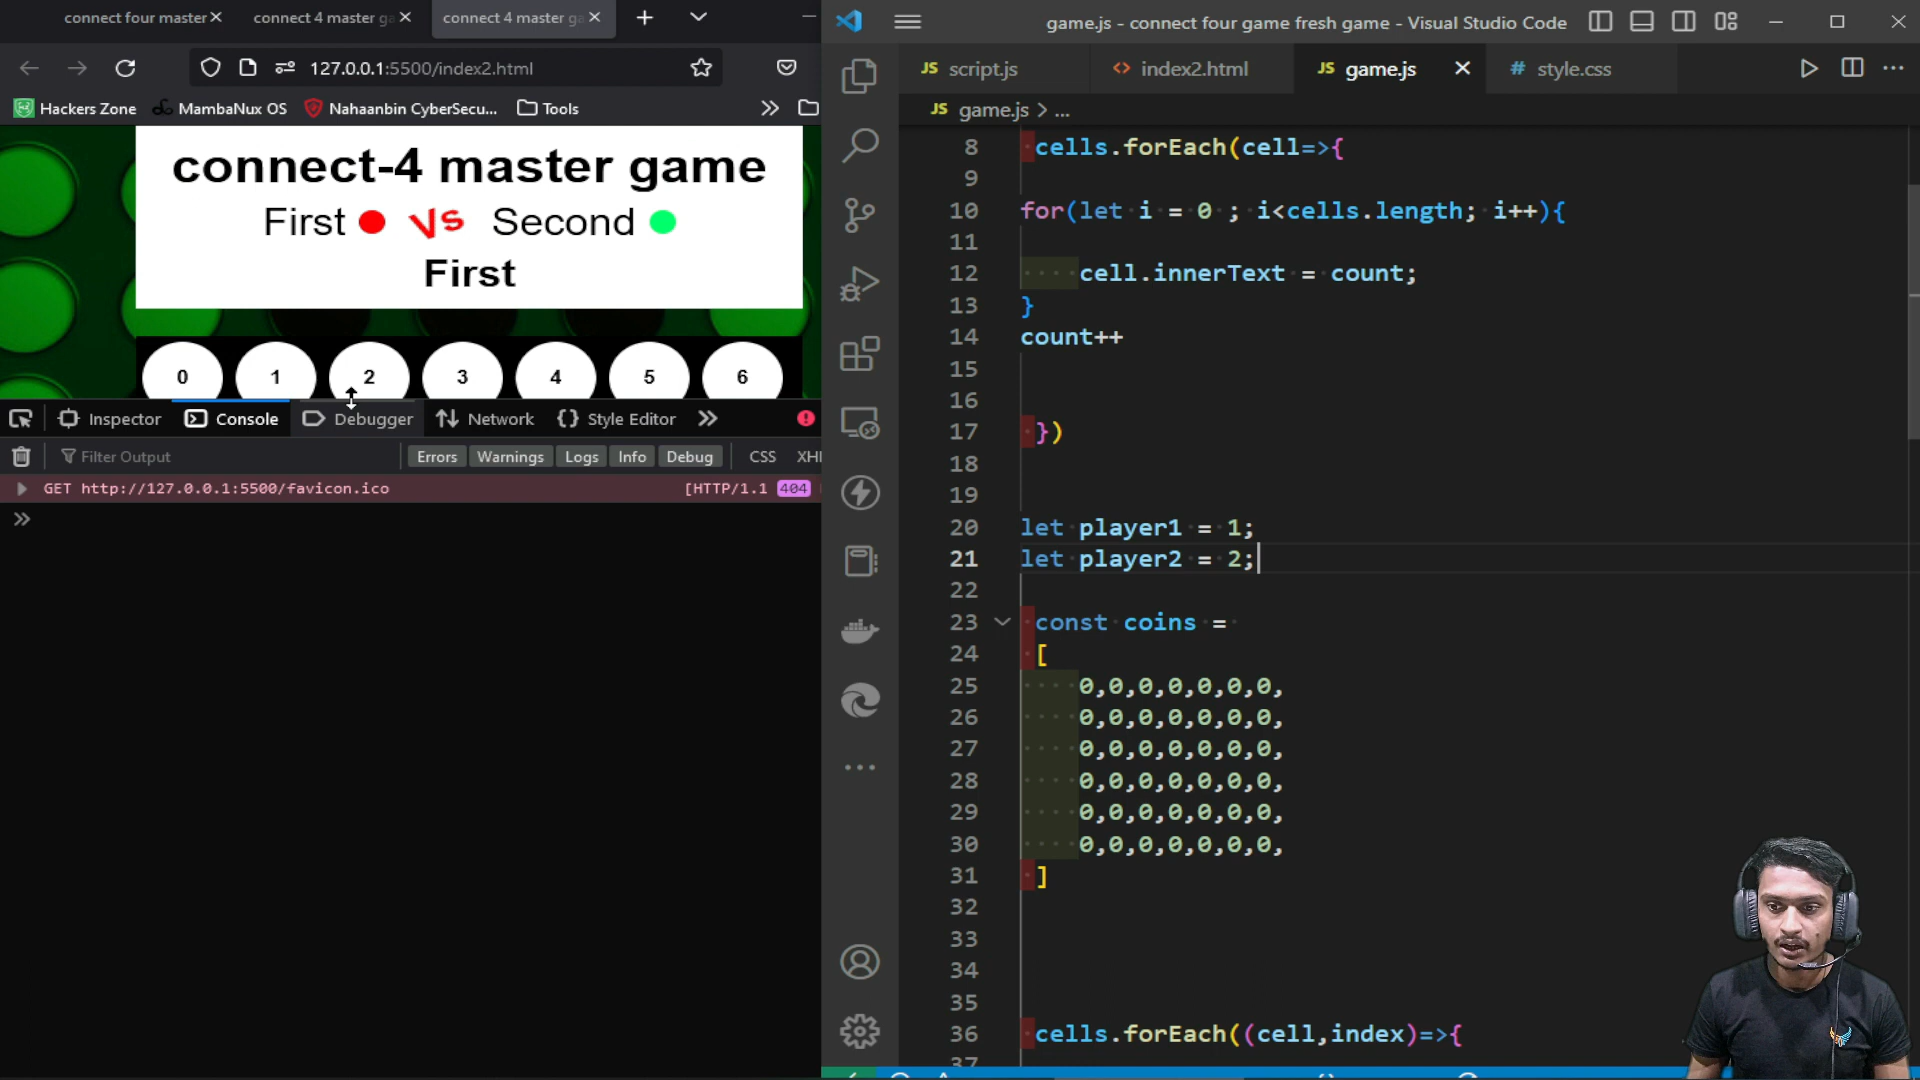 connect four master
connect 4 master ga
connect 4 master ga
game.js - connect four game fresh game - Visual Studio Code
127.0.0.1:5500/index2.html
Hackers Zone
MambaNux OS
Nahaanbin CyberSecu...
Tools
JS script.js
<> index2.html
JS game.js
# style.css
JS game.js > ...
connect-4 master game
First Vs Second
First
0 1 2 3 4 5 6
Inspector
Console
Debugger
Network
{} Style Editor
Filter Output
Errors
Warnings
Logs
Info
Debug
CSS
XH
GET http://127.0.0.1:5500/favicon.ico
[HTTP/1.1 404
8 cells.forEach(cell=>{
9
10 for(let i = 0 ; i<cells.length; i++){
11
12 cell.innerText = count;
13 }
14 count++
15
16
17 })
18
19
20 let player1 = 1;
21 let player2 = 2;
22
23 const coins =
24 [
25 0,0,0,0,0,0,0,
26 0,0,0,0,0,0,0,
27 0,0,0,0,0,0,0,
28 0,0,0,0,0,0,0,
29 0,0,0,0,0,0,0,
30 0,0,0,0,0,0,0,
31 ]
32
33
34
35
36 cells.forEach((cell,index)=>{
37